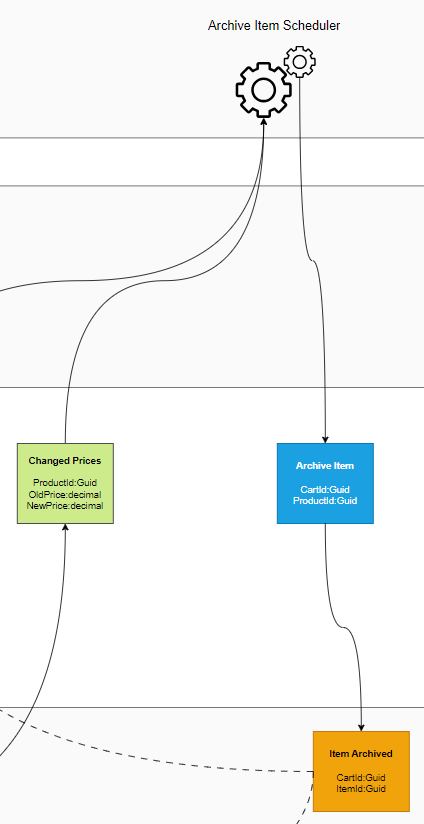 Archive Item Scheduler
Changed Prices
ProductId:Guid
OldPrice:decimal
NewPrice:decimal
Archive Item
CartId:Guid
ProductId:Guid
Item Archived
CartId:Guid
ItemId:Guid